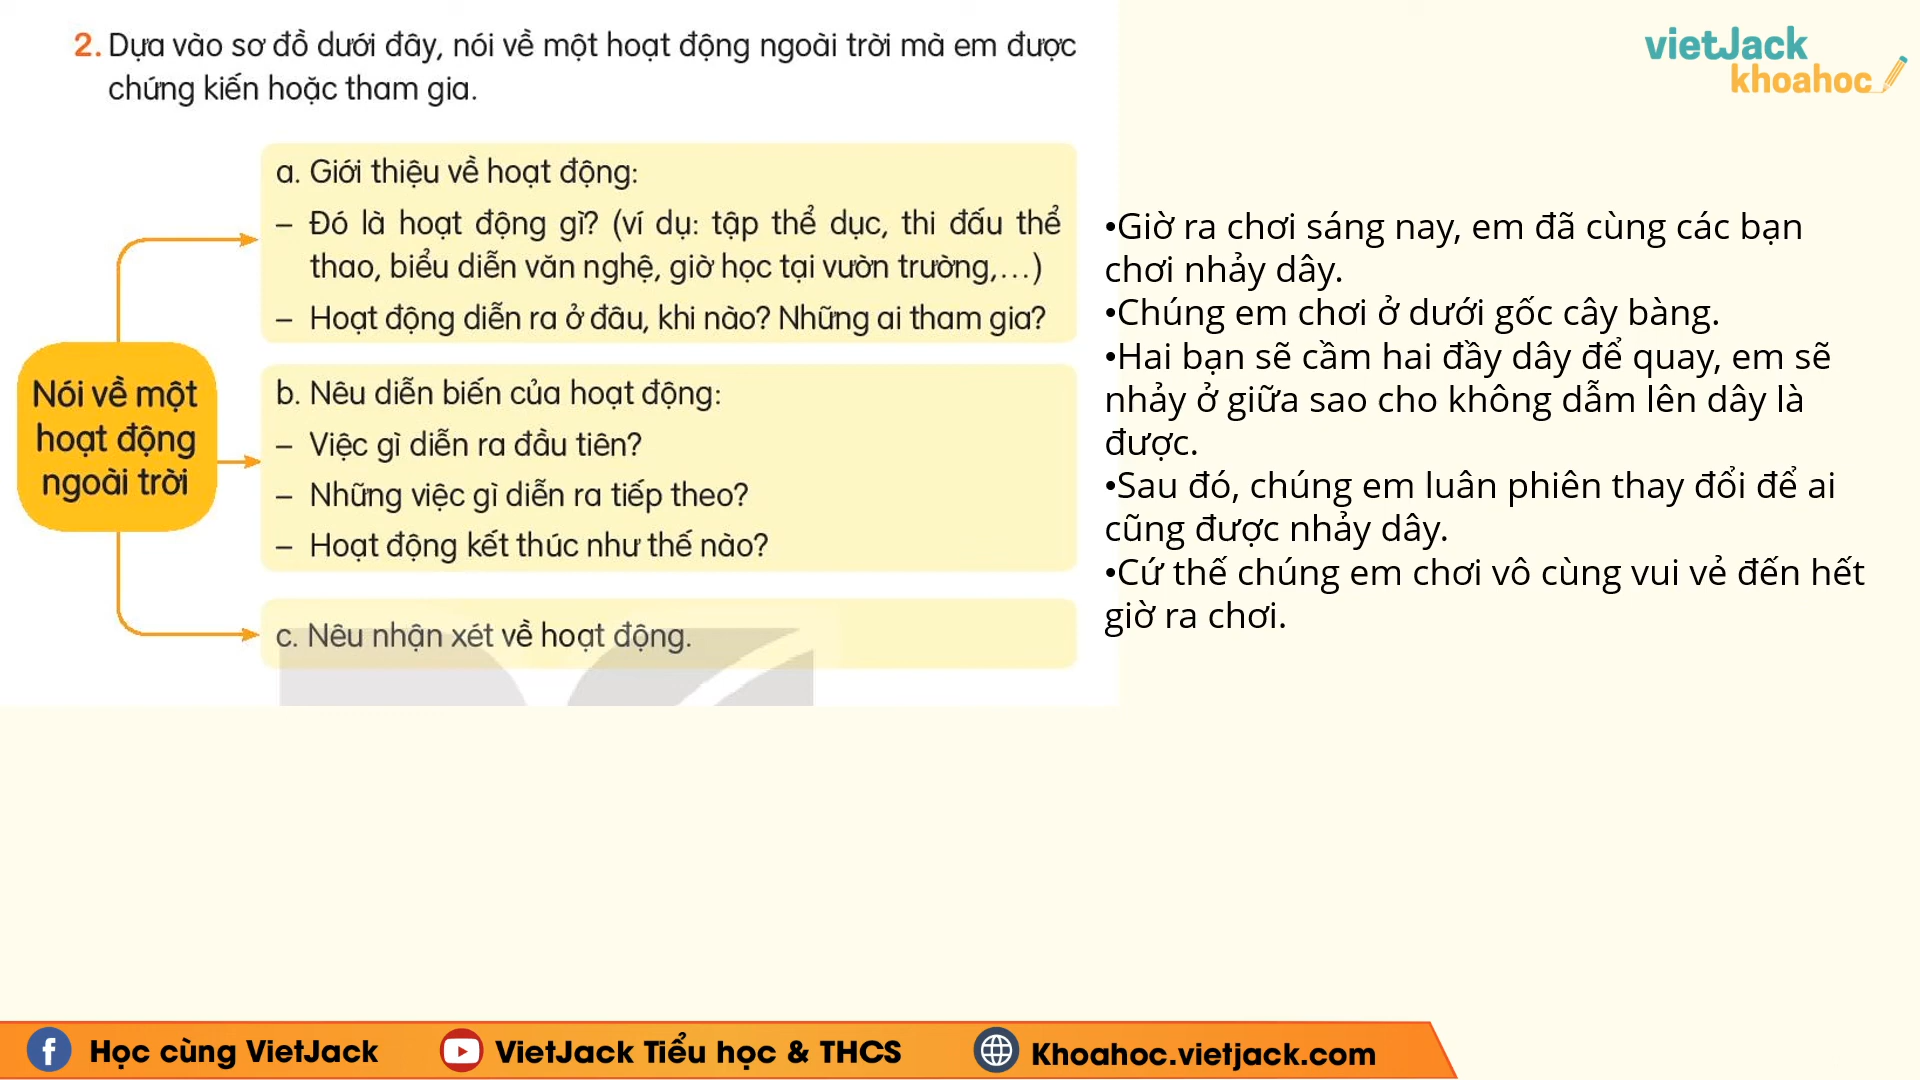 2. Dựa vào sơ đồ dưới đây, nói về một hoạt động ngoài trời mà em được
chứng kiến hoặc tham gia.
vietJack
khoahoc
Nói về một
hoạt động
ngoài trời
a. Giới thiệu về hoạt động:
– Đó là hoạt động gì? (ví dụ: tập thể dục, thi đấu thể
thao, biểu diễn văn nghệ, giờ học tại vườn trường,...)
– Hoạt động diễn ra ở đâu, khi nào? Những ai tham gia?
b. Nêu diễn biến của hoạt động:
– Việc gì diễn ra đầu tiên?
– Những việc gì diễn ra tiếp theo?
– Hoạt động kết thúc như thế nào?
c. Nêu nhận xét về hoạt động.
•Giờ ra chơi sáng nay, em đã cùng các bạn
chơi nhảy dây.
•Chúng em chơi ở dưới gốc cây bàng.
•Hai bạn sẽ cầm hai đầy dây để quay, em sẽ
nhảy ở giữa sao cho không dẫm lên dây là
được.
•Sau đó, chúng em luân phiên thay đổi để ai
cũng được nhảy dây.
•Cứ thế chúng em chơi vô cùng vui vẻ đến hết
giờ ra chơi.
Học cùng VietJack
VietJack Tiểu học & THCS
Khoahoc.vietjack.com